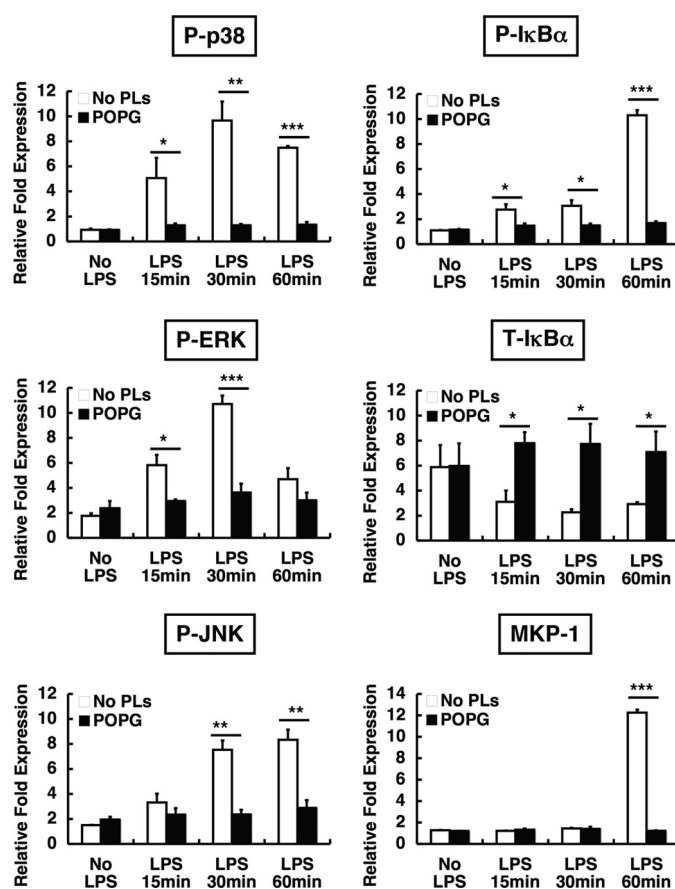 P-p38
Relative Fold Expression
12
10
8
6
4
2
0
No PLs
POPG
*
**
***
No LPS LPS LPS
LPS 15min 30min 60min
P-IκBα
Relative Fold Expression
12
10
8
6
4
2
0
No PLs
POPG
*
*
***
No LPS LPS LPS
LPS 15min 30min 60min
P-ERK
Relative Fold Expression
12
10
8
6
4
2
0
No PLs
POPG
*
***
No LPS LPS LPS
LPS 15min 30min 60min
T-IκBα
Relative Fold Expression
12
10
8
6
4
2
0
No PLs
POPG
*
*
*
No LPS LPS LPS
LPS 15min 30min 60min
P-JNK
Relative Fold Expression
12
10
8
6
4
2
0
No PLs
POPG
**
**
No LPS LPS LPS
LPS 15min 30min 60min
MKP-1
Relative Fold Expression
14
12
10
8
6
4
2
0
No PLs
POPG
***
No LPS LPS LPS
LPS 15min 30min 60min